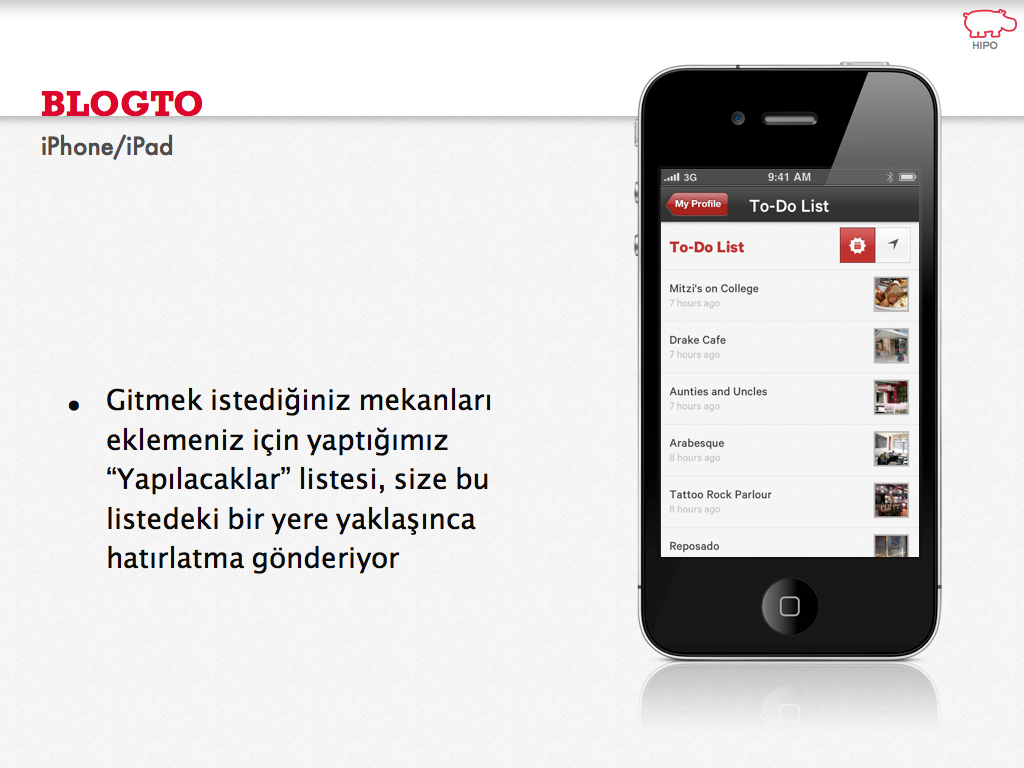 HIPO
BLOGTO
iPhone/iPad
• Gitmek istediğiniz mekanları
eklemeniz için yaptığımız
“Yapılacaklar” listesi, size bu
listedeki bir yere yaklaşınca
hatırlatma gönderiyor
3G 9:41 AM
My Profile To-Do List
To-Do List
Mitzi's on College
7 hours ago
Drake Cafe
7 hours ago
Aunties and Uncles
7 hours ago
Arabesque
8 hours ago
Tattoo Rock Parlour
8 hours ago
Reposado